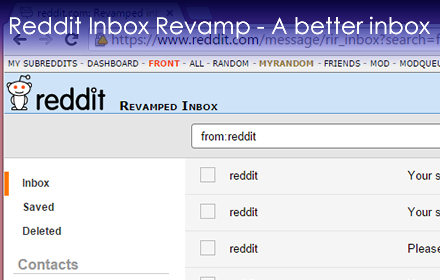 Reddit Inbox Revamp - A better inbox
Revamped in
https://www.reddit.com/message/rir_inbox?search=f
MY SUBREDDITS - DASHBOARD - FRONT - ALL - RANDOM - MYRANDOM - FRIENDS - MOD - MODQUEU
reddit REVAMPED INBOX
from:reddit
Inbox
reddit Your s
Saved
reddit Your s
Deleted
reddit Please
Contacts